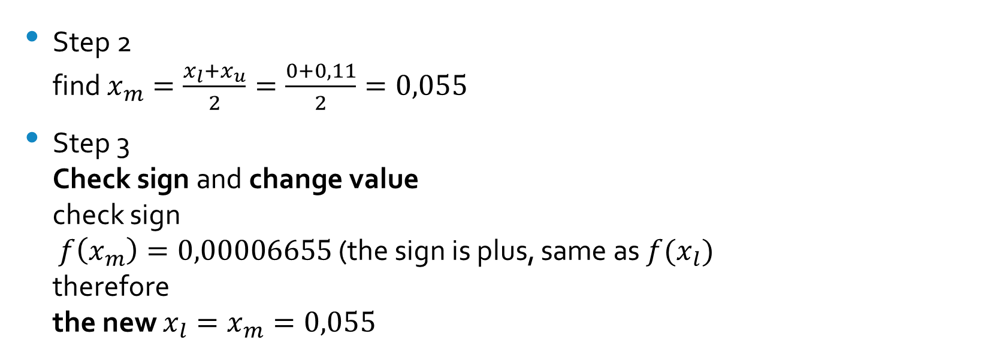 • Step 2
find x_m = (x_l+x_u)/2 = (0+0,11)/2 = 0,055
• Step 3
Check sign and change value
check sign
f(x_m) = 0,00006655 (the sign is plus, same as f(x_l)
therefore
the new x_l = x_m = 0,055